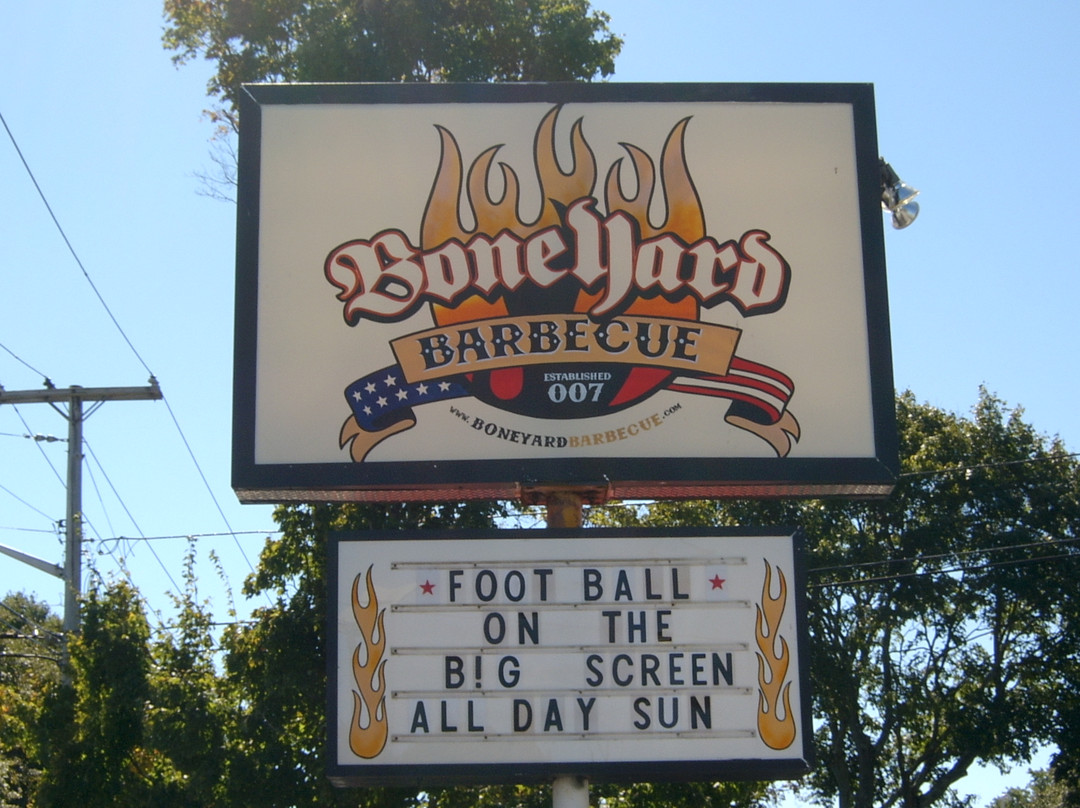 BoneYard
BARBECUE
ESTABLISHED
007
www.BONEYARDBARBECUE.com
FOOT BALL
ON THE
B!G SCREEN
ALL DAY SUN